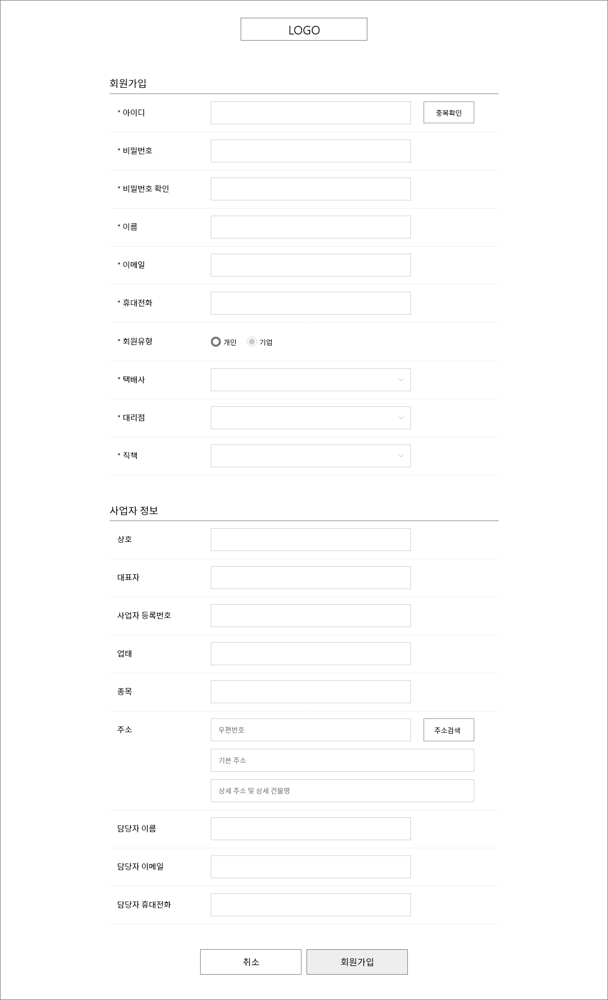 LOGO
회원가입
* 아이디
중복확인
* 비밀번호
* 비밀번호 확인
* 이름
* 이메일
* 휴대전화
* 회원유형
개인 기업
* 택배사
* 대리점
* 직책
사업자 정보
상호
대표자
사업자 등록번호
업태
종목
주소
우편번호
주소검색
기본 주소
상세 주소 및 상세 건물명
담당자 이름
담당자 이메일
담당자 휴대전화
취소 회원가입